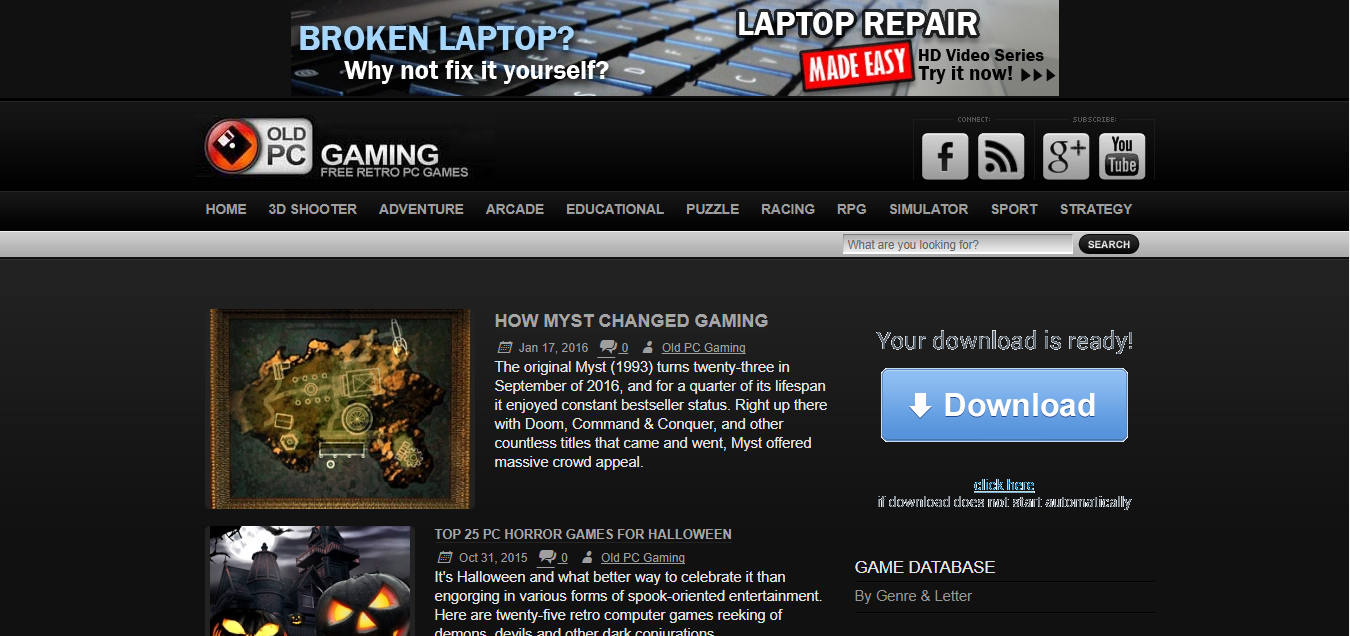 BROKEN LAPTOP?
Why not fix it yourself?
LAPTOP REPAIR
MADE EASY
HD Video Series
Try it now!
OLD
PC
GAMING
FREE RETRO PC GAMES
CONNECT:
SUBSCRIBE:
f
g+
You
Tube
HOME 3D SHOOTER ADVENTURE ARCADE EDUCATIONAL PUZZLE RACING RPG SIMULATOR SPORT STRATEGY
What are you looking for?
SEARCH
HOW MYST CHANGED GAMING
Jan 17, 2016 0 Old PC Gaming
The original Myst (1993) turns twenty-three in
September of 2016, and for a quarter of its lifespan
it enjoyed constant bestseller status. Right up there
with Doom, Command & Conquer, and other
countless titles that came and went, Myst offered
massive crowd appeal.
Your download is ready!
Download
click here
if download does not start automatically
TOP 25 PC HORROR GAMES FOR HALLOWEEN
Oct 31, 2015 0 Old PC Gaming
It's Halloween and what better way to celebrate it than
engorging in various forms of spook-oriented entertainment.
Here are twenty-five retro computer games reeking of
demons, devils and other dark conjurations.
GAME DATABASE
By Genre & Letter